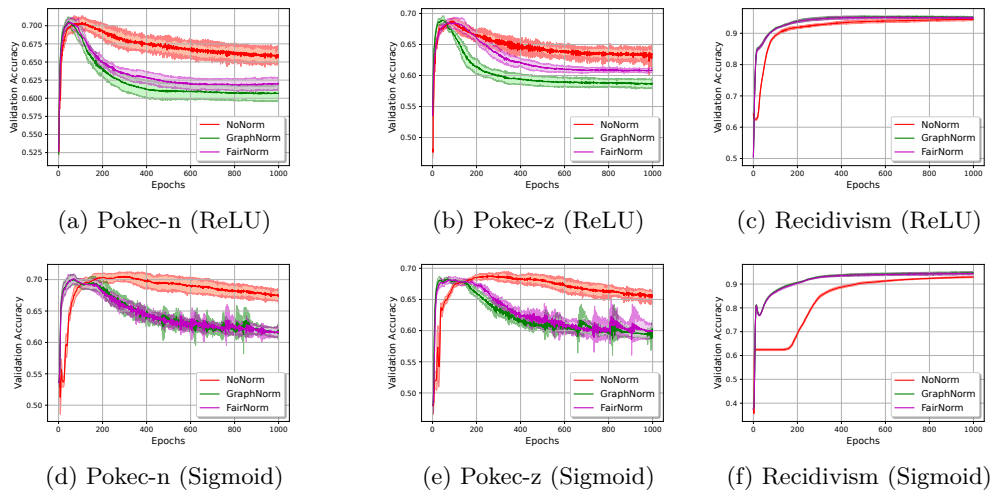 Validation Accuracy
0.700
0.675
0.650
0.625
0.600
0.575
0.550
0.525
0 200 400 600 800 1000
Epochs
NoNorm
GraphNorm
FairNorm
(a) Pokec-n (ReLU)
Validation Accuracy
0.70
0.65
0.60
0.55
0.50
0 200 400 600 800 1000
Epochs
NoNorm
GraphNorm
FairNorm
(b) Pokec-z (ReLU)
Validation Accuracy
0.9
0.8
0.7
0.6
0.5
0 200 400 600 800 1000
Epochs
NoNorm
GraphNorm
FairNorm
(c) Recidivism (ReLU)
Validation Accuracy
0.70
0.65
0.60
0.55
0.50
0 200 400 600 800 1000
Epochs
NoNorm
GraphNorm
FairNorm
(d) Pokec-n (Sigmoid)
Validation Accuracy
0.70
0.65
0.60
0.55
0.50
0 200 400 600 800 1000
Epochs
NoNorm
GraphNorm
FairNorm
(e) Pokec-z (Sigmoid)
Validation Accuracy
0.9
0.8
0.7
0.6
0.5
0.4
0 200 400 600 800 1000
Epochs
NoNorm
GraphNorm
FairNorm
(f) Recidivism (Sigmoid)